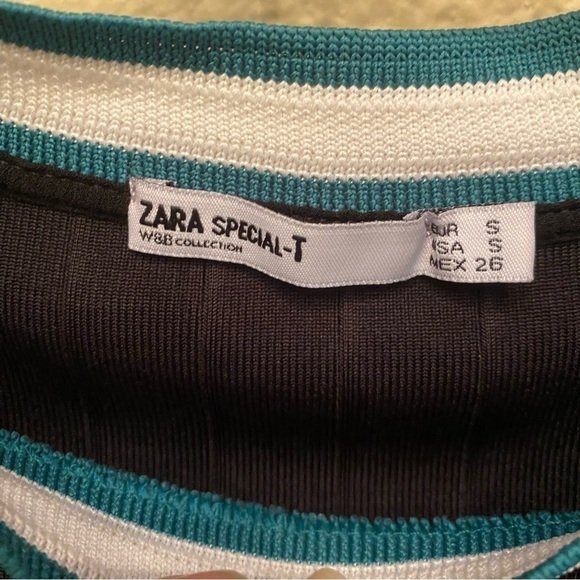 ZARA SPECIAL-T
W&B COLLECTION
EUR S
USA S
MEX 26